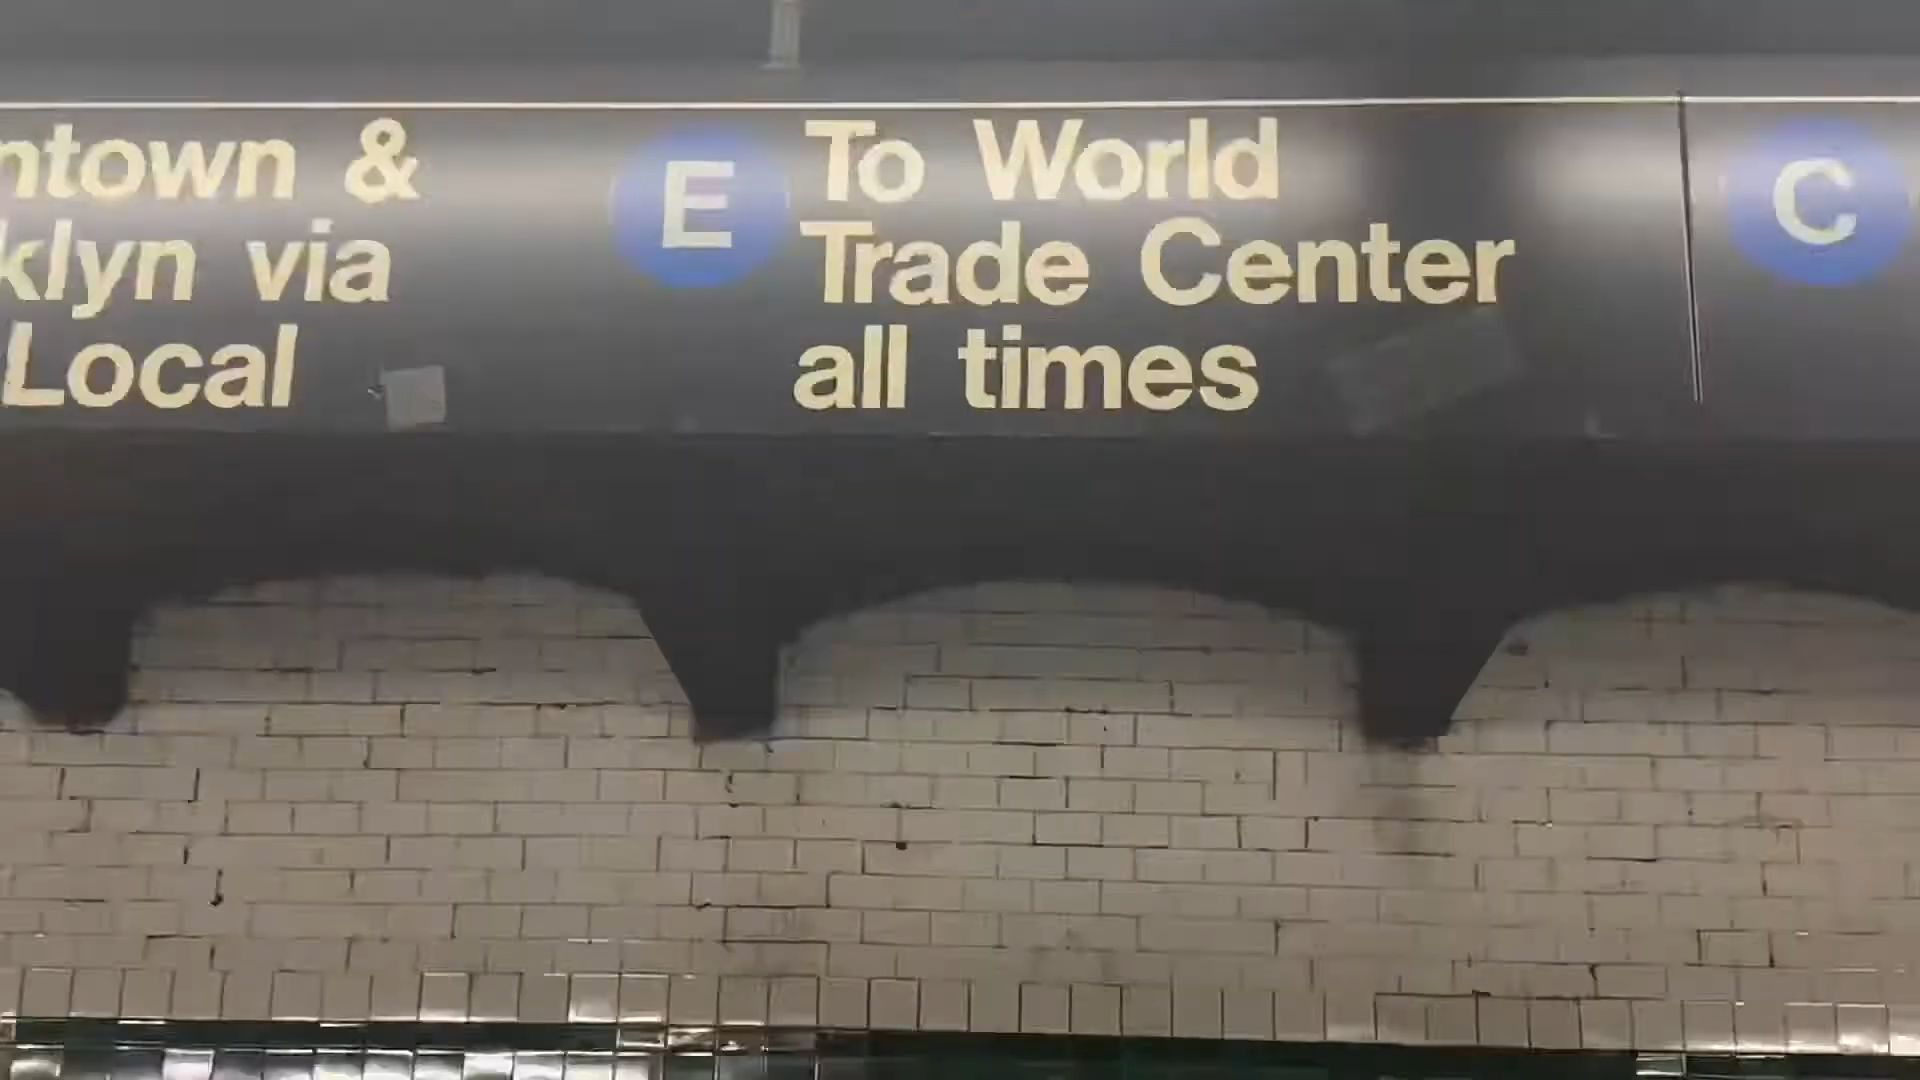 ntown &
klyn via
Local
E
To World
Trade Center
all times
C